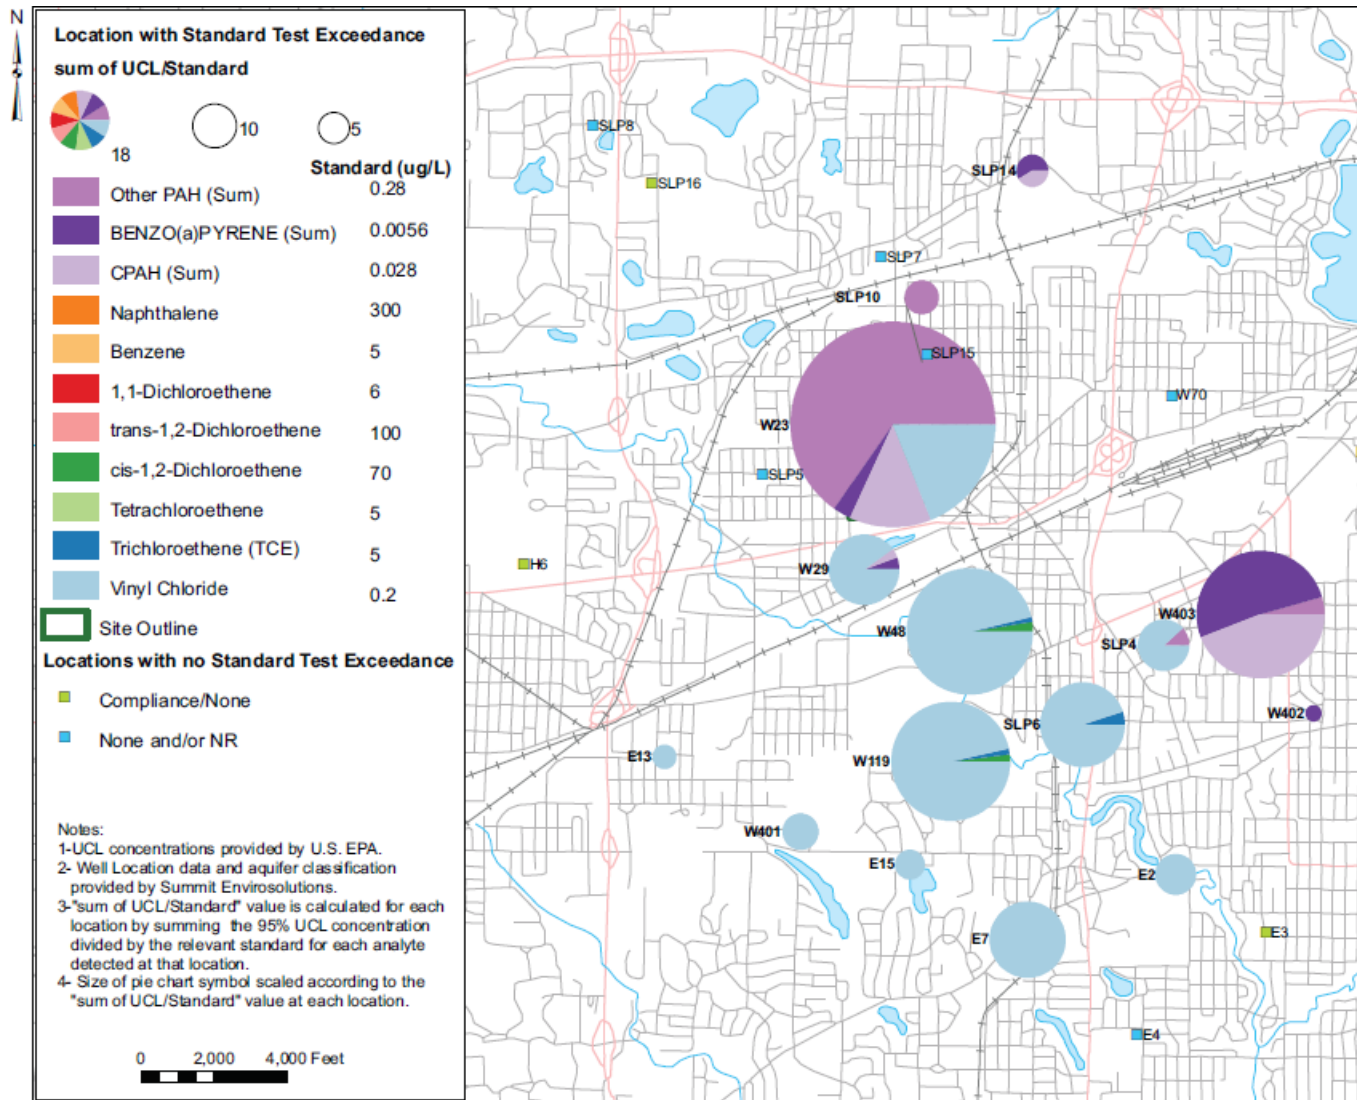 N
Location with Standard Test Exceedance
sum of UCL/Standard
18
10
5
Standard (ug/L)
Other PAH (Sum) 0.28
BENZO(a)PYRENE (Sum) 0.0056
CPAH (Sum) 0.028
Naphthalene 300
Benzene 5
1,1-Dichloroethene 6
trans-1,2-Dichloroethene 100
cis-1,2-Dichloroethene 70
Tetrachloroethene 5
Trichloroethene (TCE) 5
Vinyl Chloride 0.2
Site Outline
Locations with no Standard Test Exceedance
Compliance/None
None and/or NR
Notes:
1-UCL concentrations provided by U.S. EPA.
2- Well Location data and aquifer classification
provided by Summit Envirosolutions.
3-"sum of UCL/Standard" value is calculated for each
location by summing the 95% UCL concentration
divided by the relevant standard for each analyte
detected at that location.
4- Size of pie chart symbol scaled according to the
"sum of UCL/Standard" value at each location.
0 2,000 4,000 Feet
SLP8
SLP16
SLP14
SLP7
SLP10
SLP15
W70
W23
SLP5
H6
W29
W48
W403
SLP4
W402
SLP6
E13
W119
W401
E15
E2
E7
E3
E4